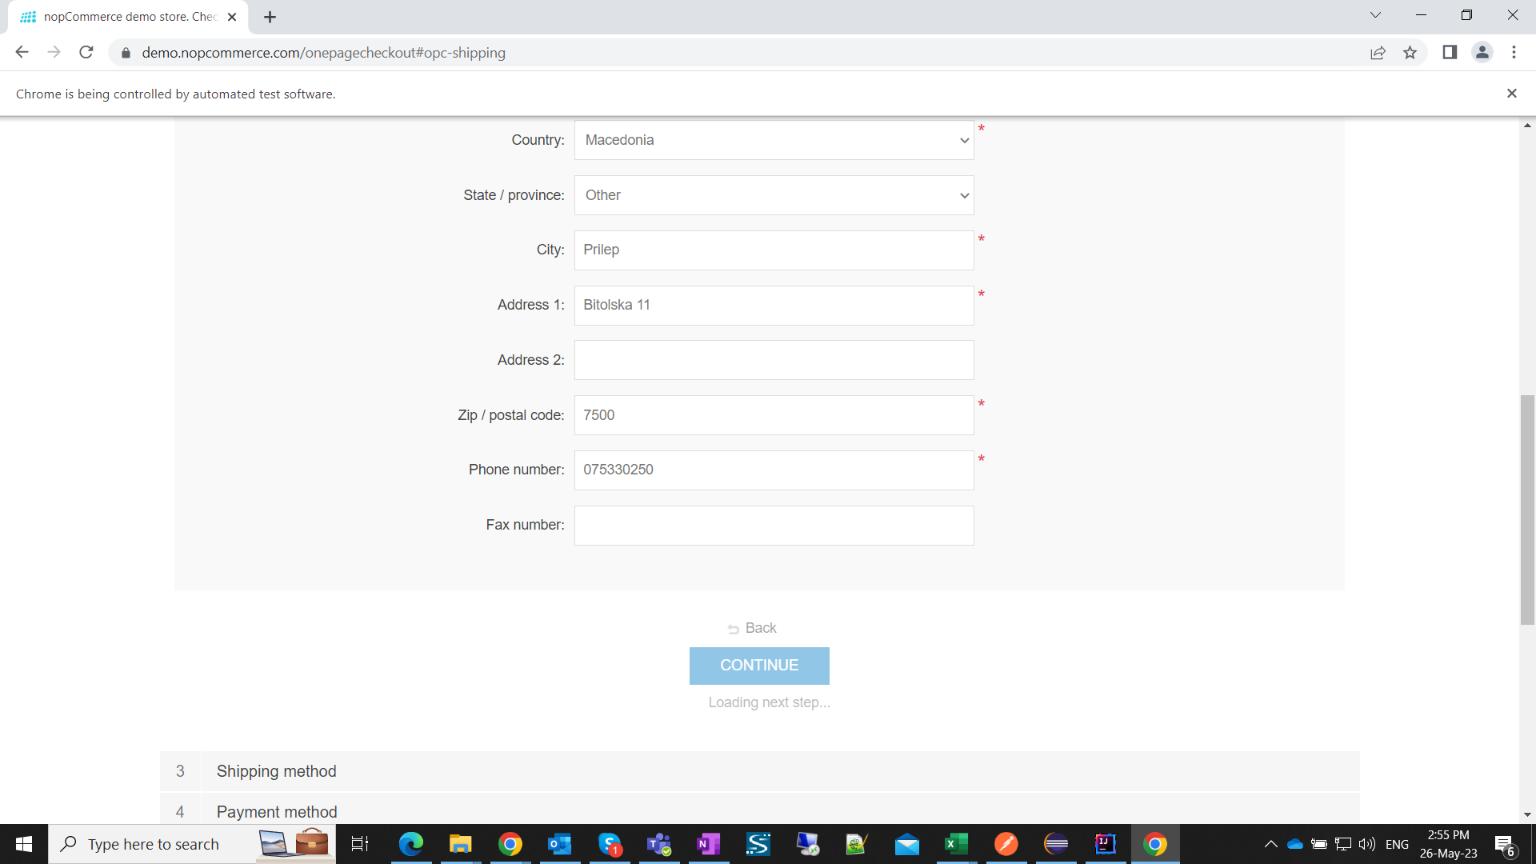 nopCommerce demo store. Chec
demo.nopcommerce.com/onepagecheckout#opc-shipping
Chrome is being controlled by automated test software.
Country: Macedonia *
State / province: Other
City: Prilep *
Address 1: Bitolska 11 *
Address 2:
Zip / postal code: 7500 *
Phone number: 075330250 *
Fax number:
Back
CONTINUE
Loading next step...
3 Shipping method
4 Payment method
Type here to search
ENG
2:55 PM
26-May-23
6